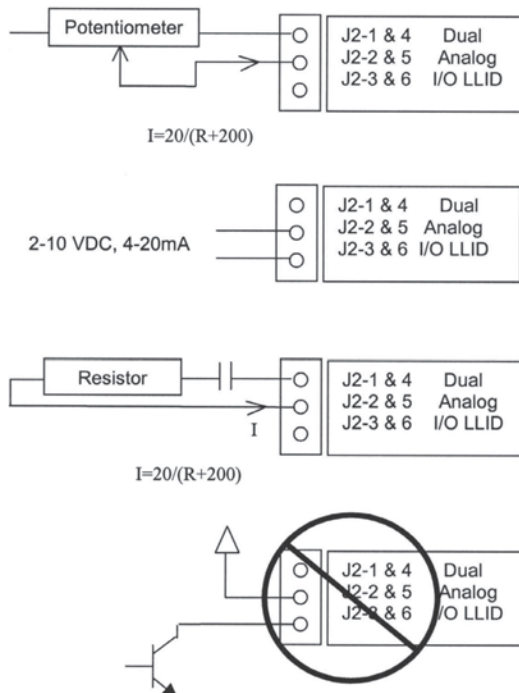 Potentiometer
J2-1 & 4 Dual
J2-2 & 5 Analog
J2-3 & 6 I/O LLID
I=20/(R+200)
2-10 VDC, 4-20mA
J2-1 & 4 Dual
J2-2 & 5 Analog
J2-3 & 6 I/O LLID
Resistor
J2-1 & 4 Dual
J2-2 & 5 Analog
J2-3 & 6 I/O LLID
I
I=20/(R+200)
J2-1 & 4 Dual
J2-2 & 5 Analog
J2-3 & 6 I/O LLID